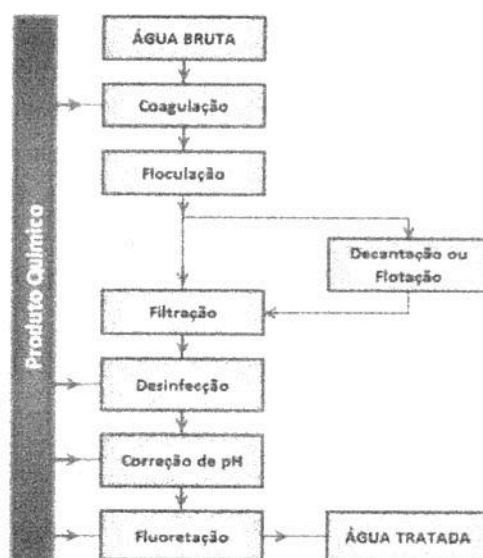 ÁGUA BRUTA
Coagulação
Floculação
Decantação ou
Flotação
Filtração
Desinfecção
Correção de pH
Fluoretação
ÁGUA TRATADA
Produto Químico